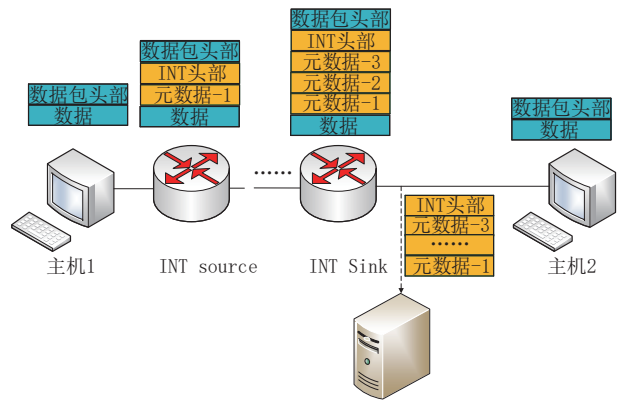 数据包头部
数据
数据包头部
INT头部
元数据-1
数据
数据包头部
INT头部
元数据-3
元数据-2
元数据-1
数据
数据包头部
数据
……
INT头部
元数据-3
……
元数据-1
主机1
INT source
INT Sink
主机2